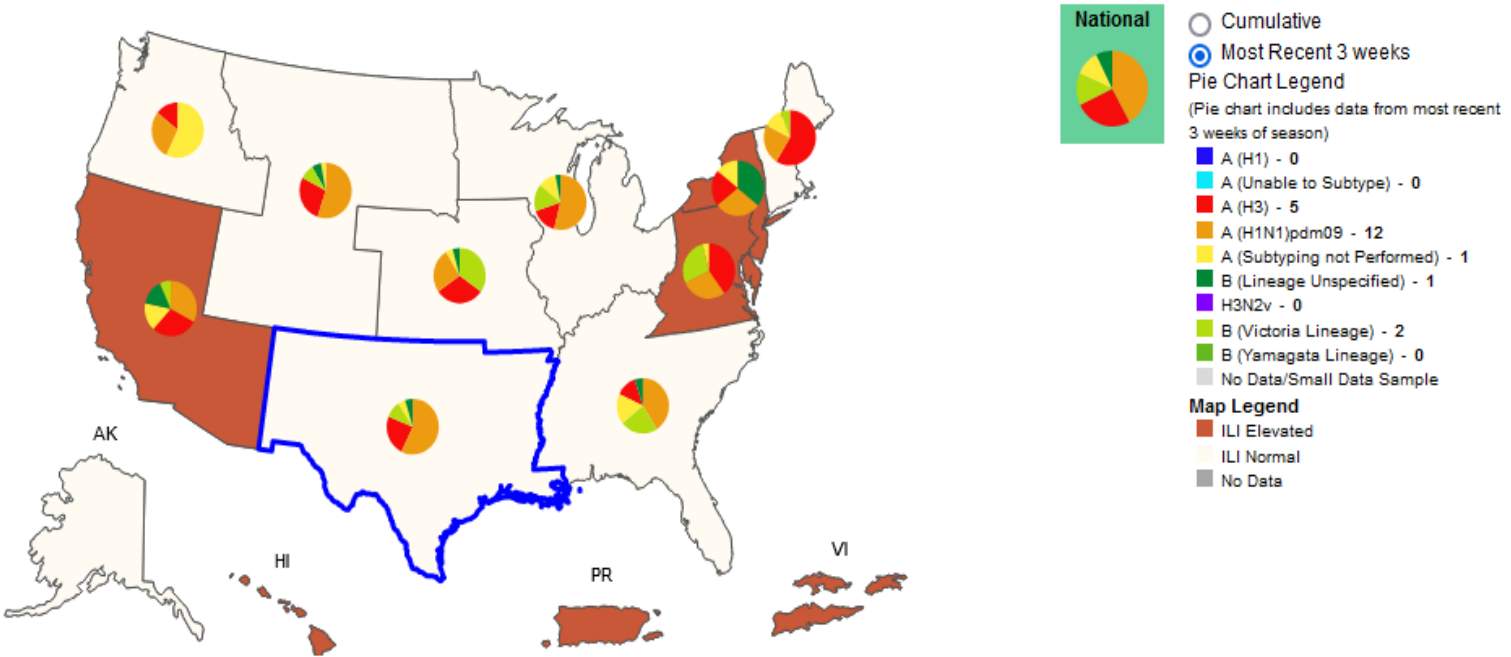 National
Cumulative
Most Recent 3 weeks
Pie Chart Legend
(Pie chart includes data from most recent
3 weeks of season)
A (H1) - 0
A (Unable to Subtype) - 0
A (H3) - 5
A (H1N1)pdm09 - 12
A (Subtyping not Performed) - 1
B (Lineage Unspecified) - 1
H3N2v - 0
B (Victoria Lineage) - 2
B (Yamagata Lineage) - 0
No Data/Small Data Sample
Map Legend
ILI Elevated
ILI Normal
No Data
AK
HI
PR
VI